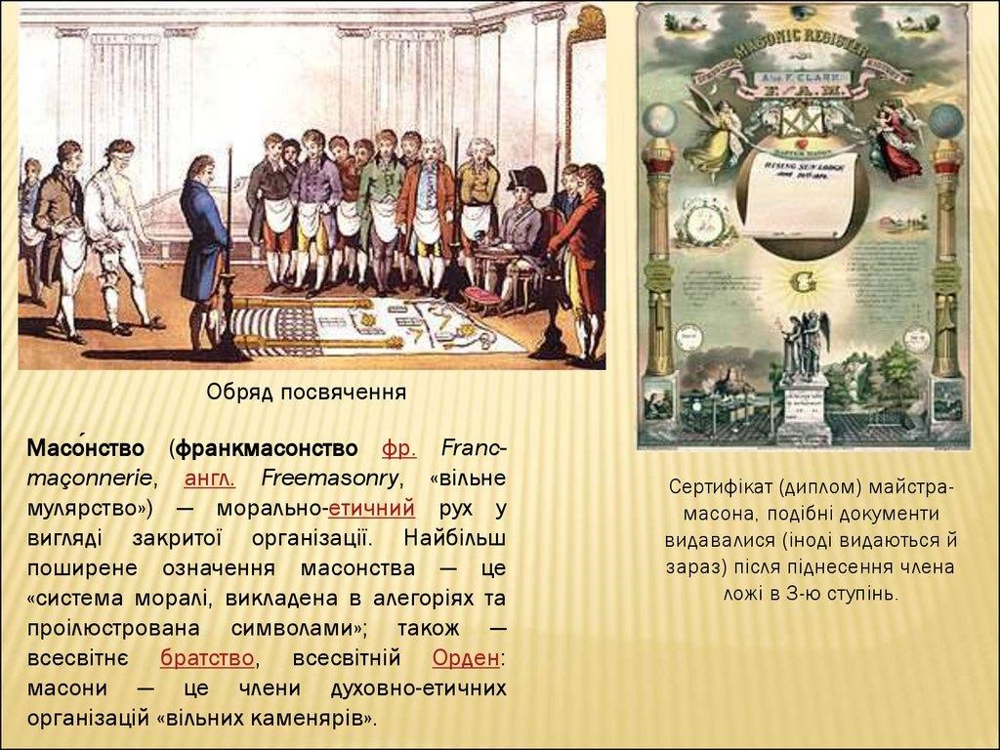 MASONIC REGISTER
F. CLARK
F. & A. M.
MASTER MASON
RISING SUN LODGE
G
Обряд посвячення
Масо́нство (франкмасонство фр. Franc-
maçonnerie, англ. Freemasonry, «вільне
мулярство») — морально-етичний рух у
вигляді закритої організації. Найбільш
поширене означення масонства — це
«система моралі, викладена в алегоріях та
проілюстрована символами»; також —
всесвітнє братство, всесвітній Орден:
масони — це члени духовно-етичних
організацій «вільних каменярів».
Сертифікат (диплом) майстра-
масона, подібні документи
видавалися (іноді видаються й
зараз) після піднесення члена
ложі в 3-ю ступінь.